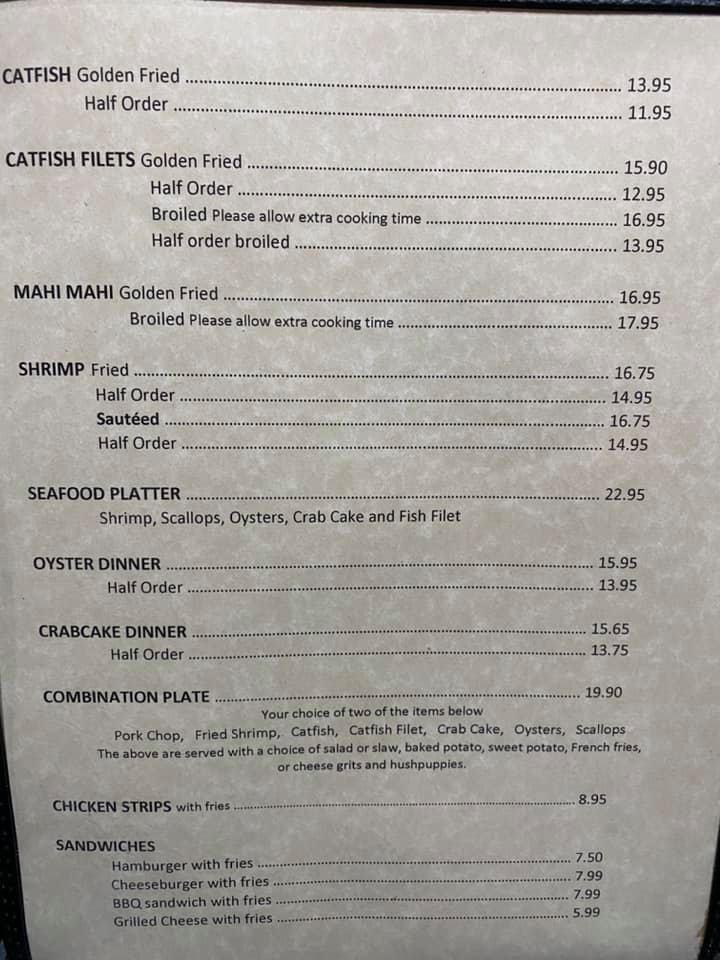 CATFISH Golden Fried ........ 13.95
Half Order ........ 11.95
CATFISH FILETS Golden Fried ........ 15.90
Half Order ........ 12.95
Broiled Please allow extra cooking time ........ 16.95
Half order broiled ........ 13.95
MAHI MAHI Golden Fried ........ 16.95
Broiled Please allow extra cooking time ........ 17.95
SHRIMP Fried ........ 16.75
Half Order ........ 14.95
Sautéed ........ 16.75
Half Order ........ 14.95
SEAFOOD PLATTER ........ 22.95
Shrimp, Scallops, Oysters, Crab Cake and Fish Filet
OYSTER DINNER ........ 15.95
Half Order ........ 13.95
CRABCAKE DINNER ........ 15.65
Half Order ........ 13.75
COMBINATION PLATE ........ 19.90
Your choice of two of the items below
Pork Chop, Fried Shrimp, Catfish, Catfish Filet, Crab Cake, Oysters, Scallops
The above are served with a choice of salad or slaw, baked potato, sweet potato, French fries,
or cheese grits and hushpuppies.
CHICKEN STRIPS with fries ........ 8.95
SANDWICHES
Hamburger with fries ........ 7.50
Cheeseburger with fries ........ 7.99
BBQ sandwich with fries ........ 7.99
Grilled Cheese with fries ........ 5.99